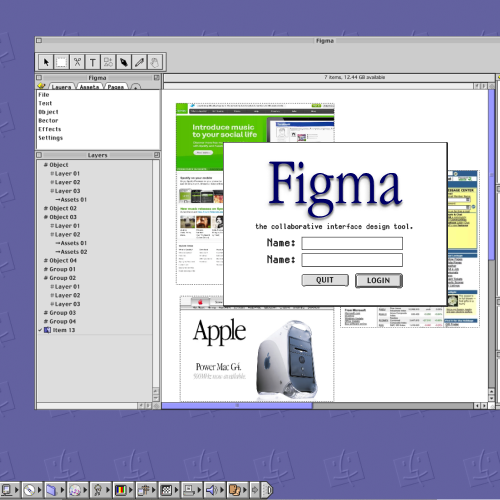 Figma
Figma
Layers Assets Pages
File
Text
Object
Vector
Effects
Settings
Layers
# Object
# Layer 01
# Layer 02
# Layer 03
Assets 01
# Object 02
# Object 03
# Layer 01
# Layer 02
Assets 01
Assets 02
# Object 04
# Group 01
# Group 02
# Layer 01
# Layer 02
# Layer 03
# Group 03
# Group 04
Item 13
7 items, 12.44 GB available
Introduce music
to your social life
Figma
the collaborative interface design tool.
Name:
Name:
QUIT
LOGIN
Apple
Power Mac G4.